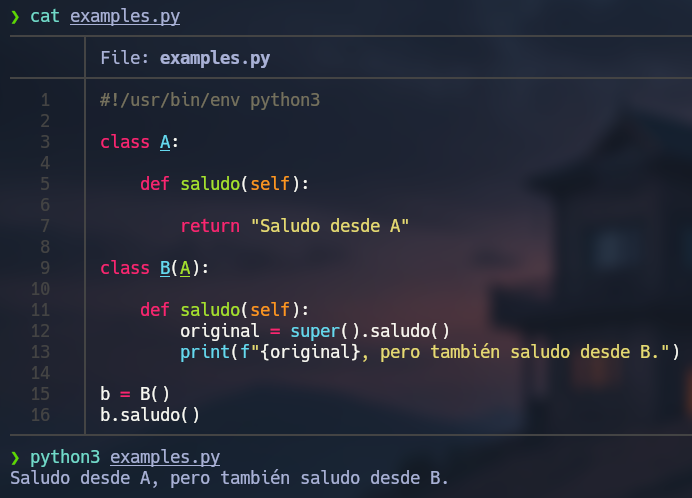 ❯ cat examples.py
File: examples.py
1 #!/usr/bin/env python3
2
3 class A:
4
5     def saludo(self):
6
7         return "Saludo desde A"
8
9 class B(A):
10
11     def saludo(self):
12         original = super().saludo()
13         print(f"{original}, pero también saludo desde B.")
14
15 b = B()
16 b.saludo()
❯ python3 examples.py
Saludo desde A, pero también saludo desde B.